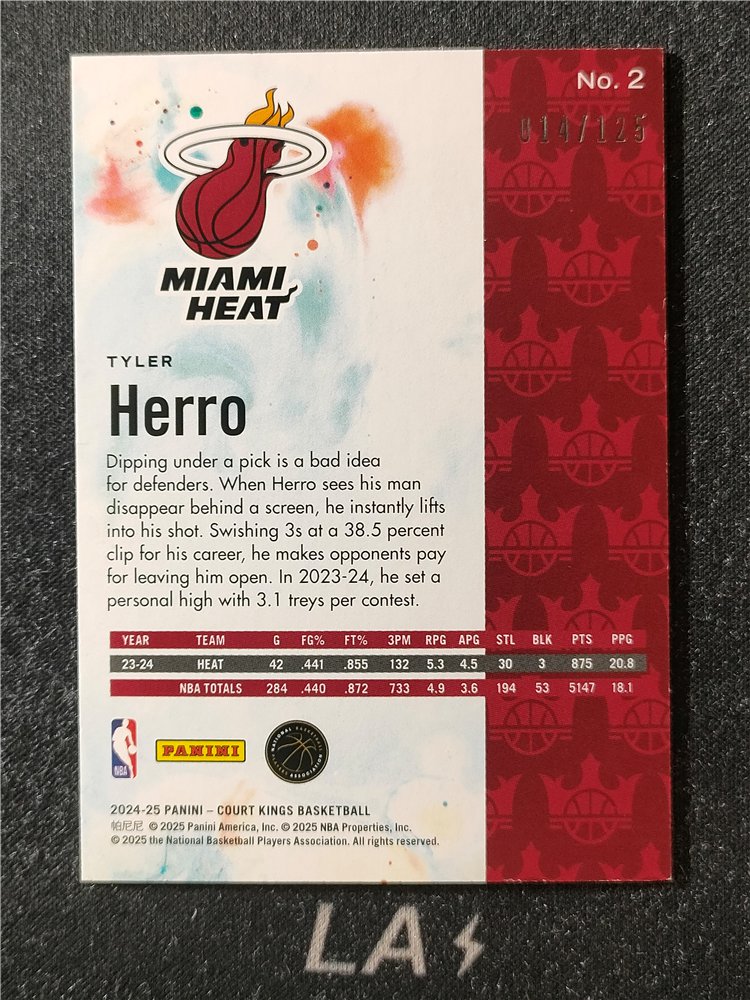 No. 2
014/125
MIAMI
HEAT
TYLER
Herro
Dipping under a pick is a bad idea
for defenders. When Herro sees his man
disappear behind a screen, he instantly lifts
into his shot. Swishing 3s at a 38.5 percent
clip for his career, he makes opponents pay
for leaving him open. In 2023-24, he set a
personal high with 3.1 treys per contest.
YEAR TEAM G FG% FT% 3PM RPG APG STL BLK PTS PPG
23-24 HEAT 42 .441 .855 132 5.3 4.5 30 3 875 20.8
NBA TOTALS 284 .440 .872 733 4.9 3.6 194 53 5147 18.1
NBA
PANINI
NATIONAL BASKETBALL
PLAYERS ASSOCIATION
2024-25 PANINI – COURT KINGS BASKETBALL
帕尼尼 © 2025 Panini America, Inc. © 2025 NBA Properties, Inc.
© 2025 the National Basketball Players Association. All rights reserved.
LA